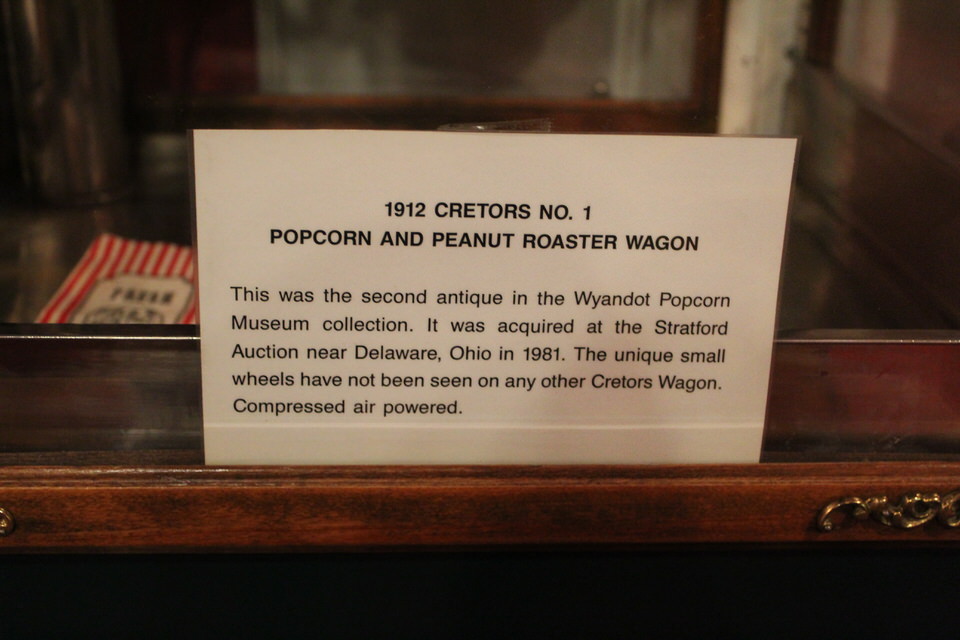 1912 CRETORS NO. 1
POPCORN AND PEANUT ROASTER WAGON
This was the second antique in the Wyandot Popcorn
Museum collection. It was acquired at the Stratford
Auction near Delaware, Ohio in 1981. The unique small
wheels have not been seen on any other Cretors Wagon.
Compressed air powered.